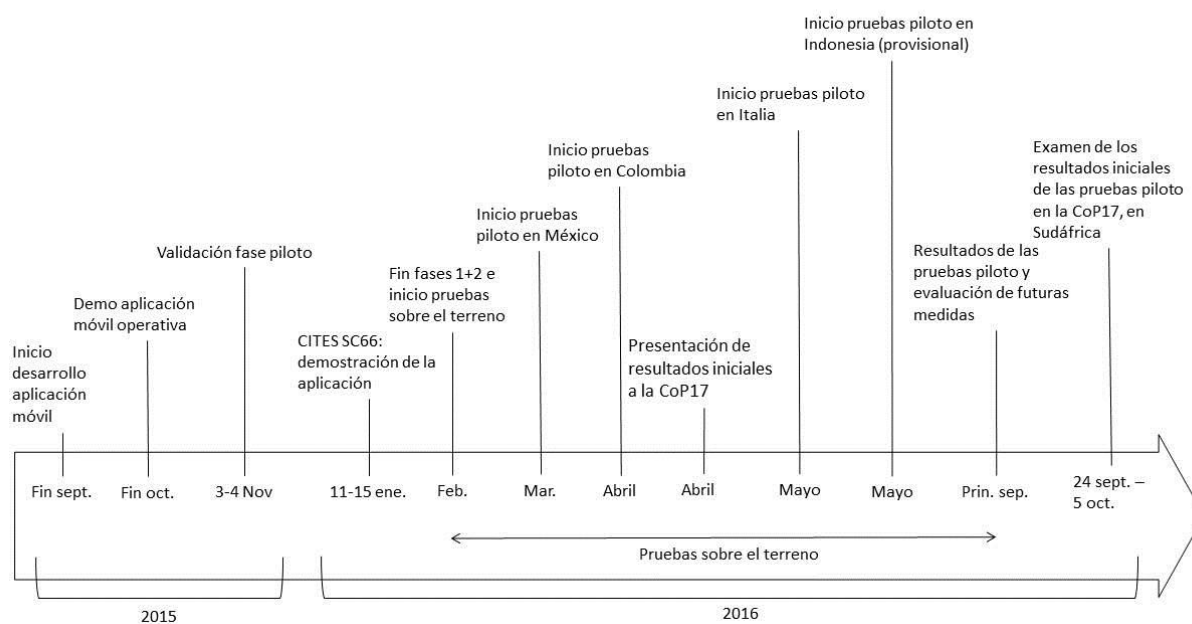 Inicio
desarrollo
aplicación
móvil
Demo aplicación
móvil operativa
Validación fase piloto
CITES SC66:
demostración de la
aplicación
Fin fases 1+2 e
inicio pruebas
sobre el terreno
Inicio pruebas
piloto en México
Inicio pruebas
piloto en Colombia
Presentación de
resultados iniciales
a la CoP17
Inicio pruebas piloto
en Italia
Inicio pruebas piloto en
Indonesia (provisional)
Resultados de las
pruebas piloto y
evaluación de futuras
medidas
Examen de los
resultados iniciales
de las pruebas piloto
en la CoP17, en
Sudáfrica
Fin sept.
Fin oct.
3-4 Nov
11-15 ene.
Feb.
Mar.
Abril
Abril
Mayo
Mayo
Prin. sep.
24 sept. –
5 oct.
Pruebas sobre el terreno
2015
2016